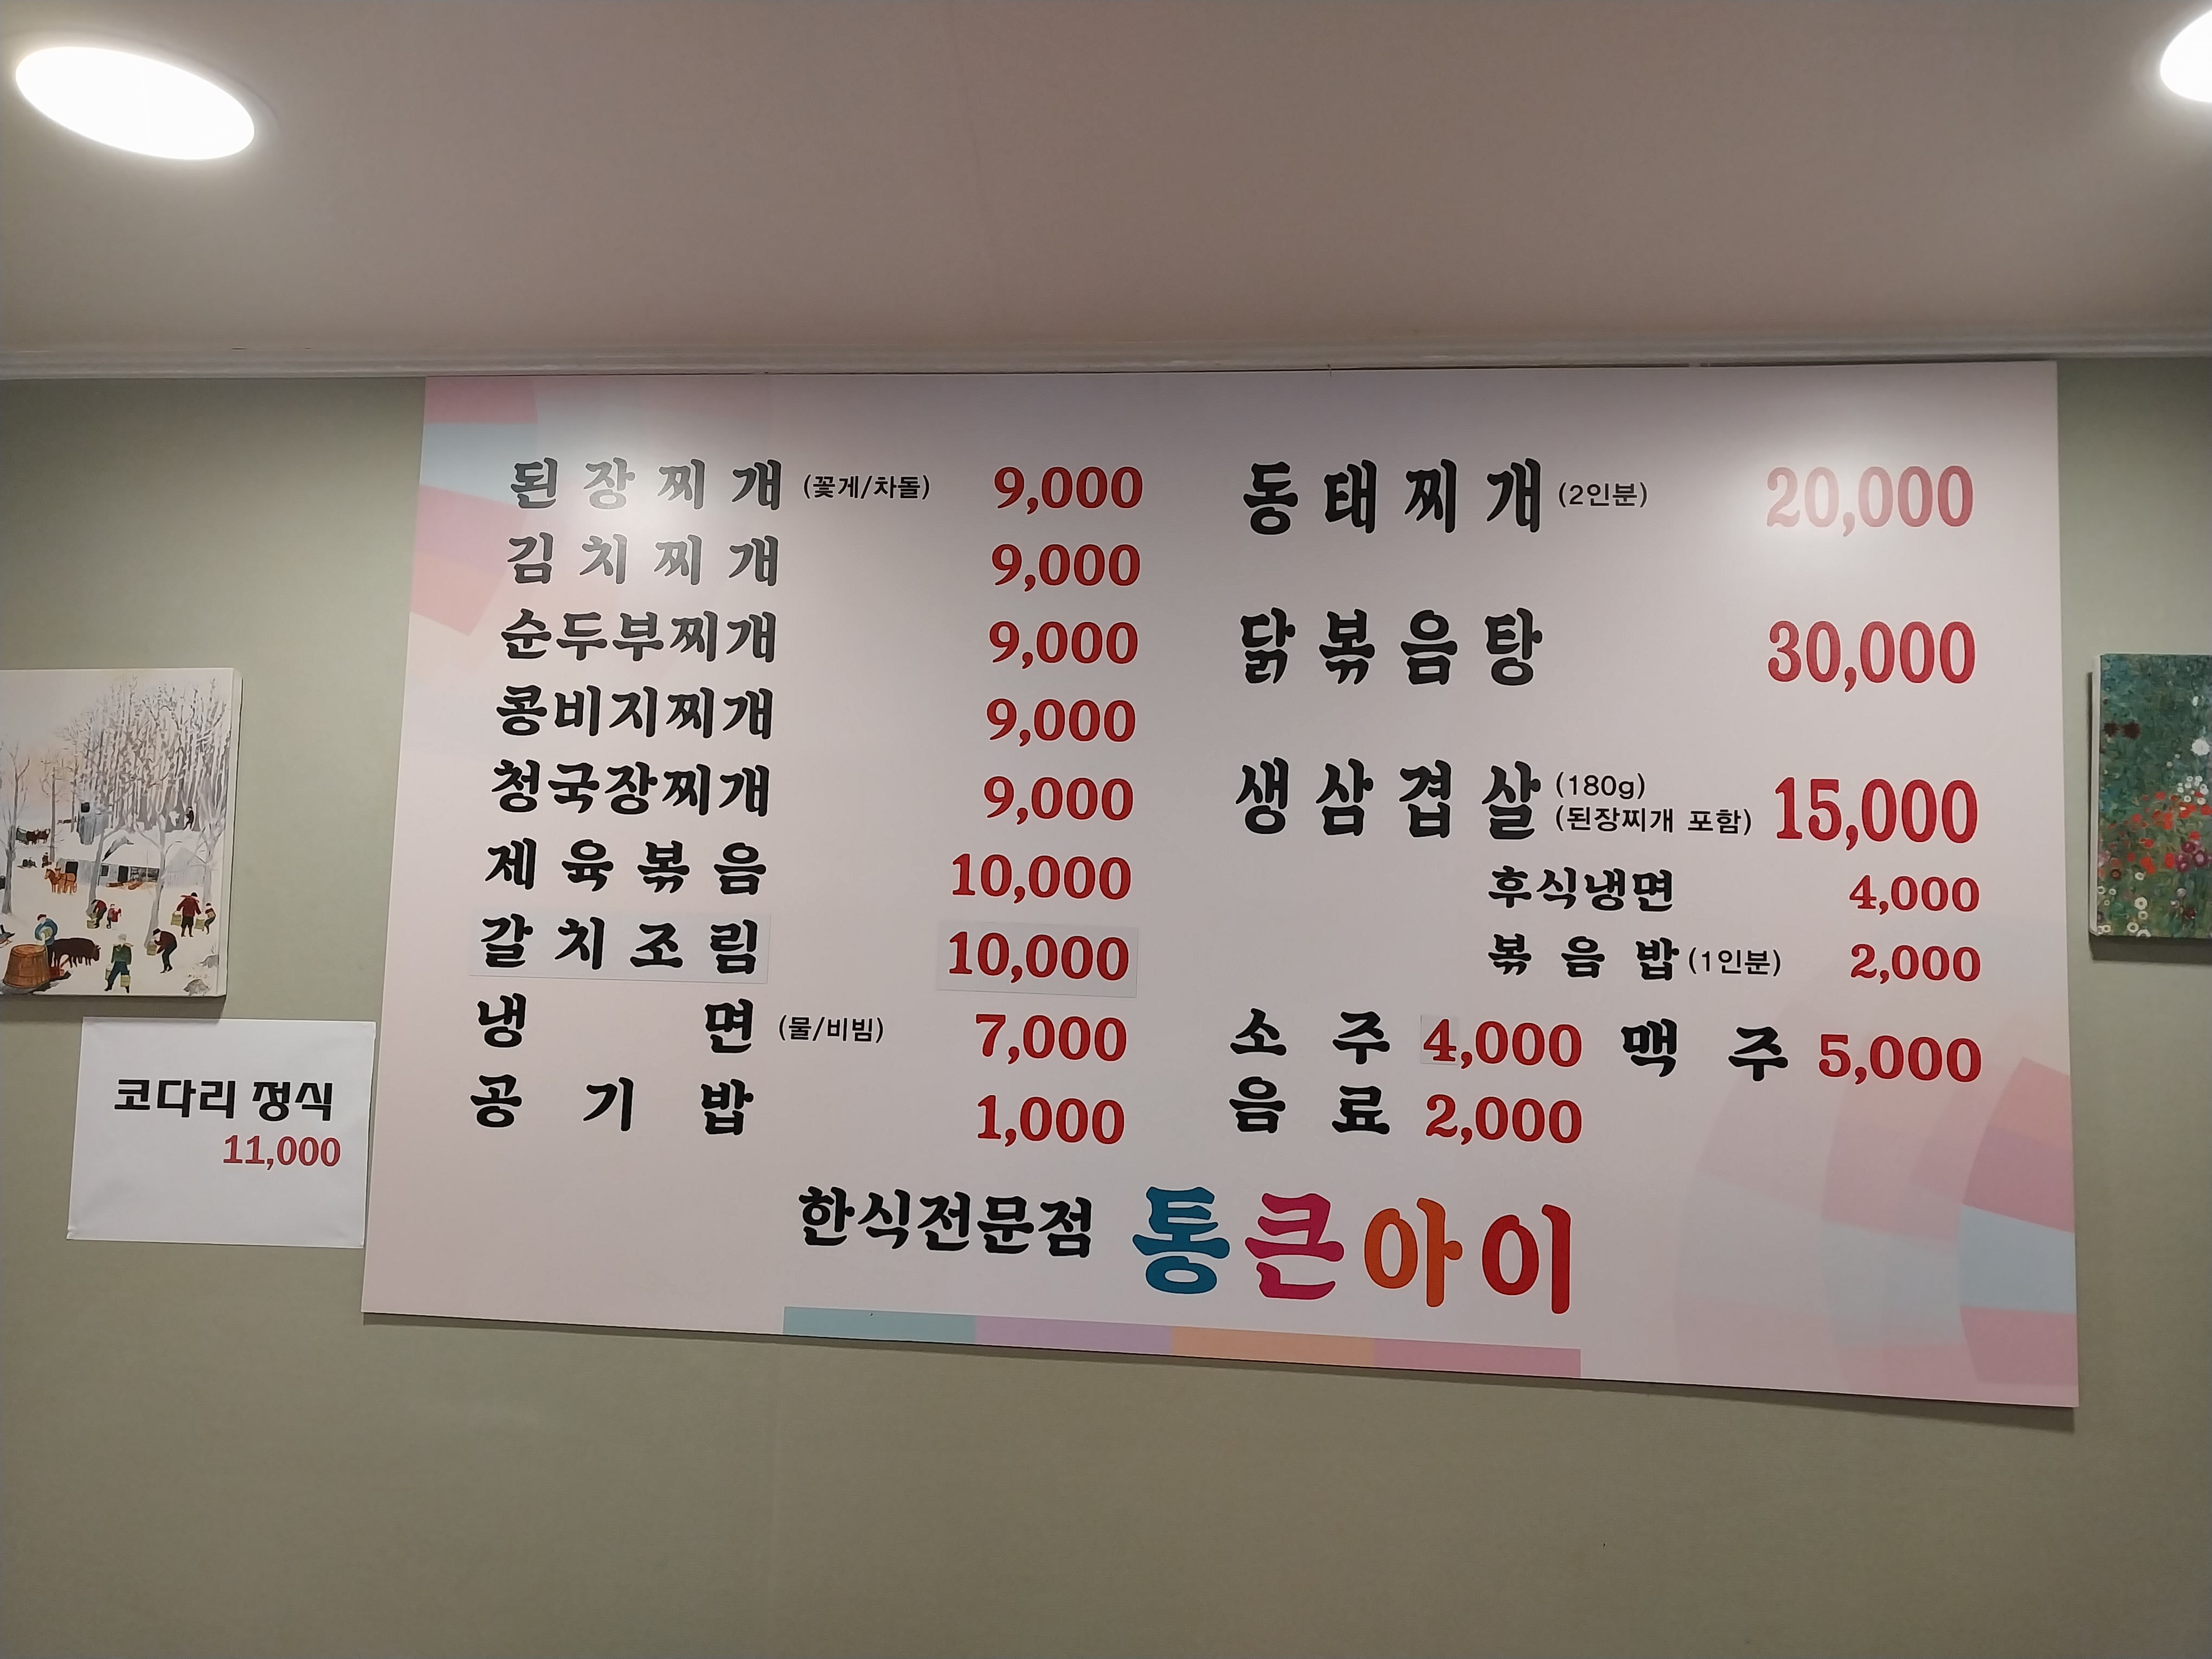 된장찌개 (꽃게/차돌) 9,000
김치찌개 9,000
순두부찌개 9,000
콩비지찌개 9,000
청국장찌개 9,000
제육볶음 10,000
갈치조림 10,000
냉면 (물/비빔) 7,000
공기밥 1,000
동태찌개 (2인분) 20,000
닭볶음탕 30,000
생삼겹살 (180g) (된장찌개 포함) 15,000
후식냉면 4,000
볶음밥 (1인분) 2,000
소주 4,000 맥주 5,000
음료 2,000
한식전문점 통큰아이
코다리 정식
11,000